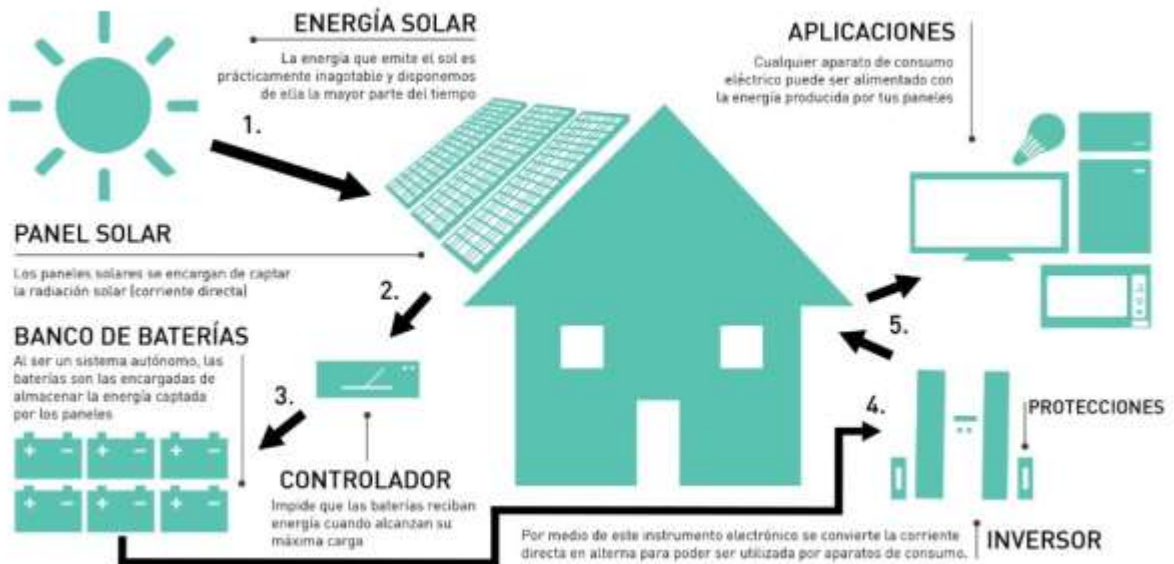 ENERGÍA SOLAR
La energía que emite el sol es
prácticamente inagotable y disponemos
de ella la mayor parte del tiempo
1.
PANEL SOLAR
Los paneles solares se encargan de captar
la radiación solar (corriente directa)
2.
CONTROLADOR
Impide que las baterías reciban
energía cuando alcanzan su
máxima carga
3.
BANCO DE BATERÍAS
Al ser un sistema autónomo, las
baterías son las encargadas de
almacenar la energía captada
por los paneles
+ - + - + -
+ - + - + -
4.
PROTECCIONES
INVERSOR
Por medio de este instrumento electrónico se convierte la corriente
directa en alterna para poder ser utilizada por aparatos de consumo.
5.
APLICACIONES
Cualquier aparato de consumo
eléctrico puede ser alimentado con
la energía producida por tus paneles